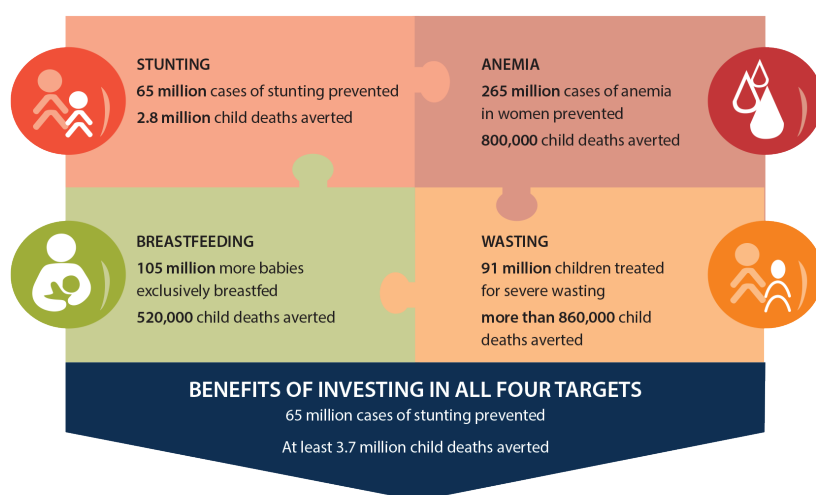 STUNTING
65 million cases of stunting prevented
2.8 million child deaths averted
ANEMIA
265 million cases of anemia
in women prevented
800,000 child deaths averted
BREASTFEEDING
105 million more babies
exclusively breastfed
520,000 child deaths averted
WASTING
91 million children treated
for severe wasting
more than 860,000 child
deaths averted
BENEFITS OF INVESTING IN ALL FOUR TARGETS
65 million cases of stunting prevented
At least 3.7 million child deaths averted